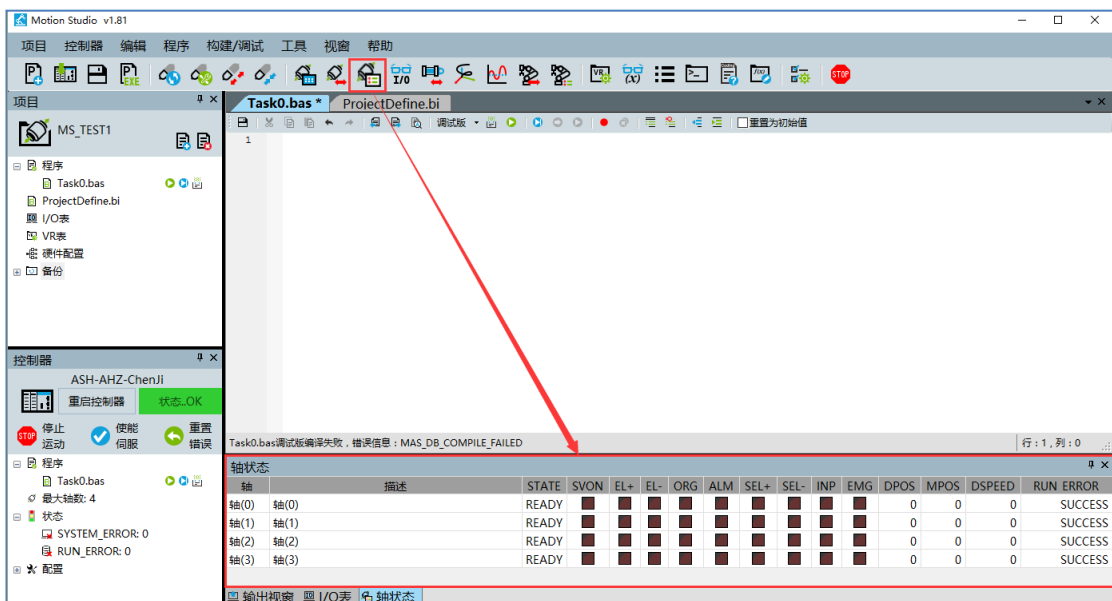 Motion Studio v1.81
项目 控制器 编辑 程序 构建/调试 工具 视窗 帮助
I/O VR (X) STOP
项目
MS_TEST1
程序
Task0.bas
ProjectDefine.bi
I/O表
VR表
硬件配置
备份
控制器
ASH-AHZ-ChenJi
重启控制器 状态..OK
STOP 停止运动 使能伺服 重置错误
程序
Task0.bas
最大轴数: 4
状态
SYSTEM_ERROR: 0
RUN_ERROR: 0
配置
Task0.bas * ProjectDefine.bi
调试版 重置为初始值
1
Task0.bas调试版编译失败，错误信息：MAS_DB_COMPILE_FAILED 行：1 , 列：0
轴状态
轴 描述 STATE SVON EL+ EL- ORG ALM SEL+ SEL- INP EMG DPOS MPOS DSPEED RUN ERROR
轴(0) 轴(0) READY 0 0 0 SUCCESS
轴(1) 轴(1) READY 0 0 0 SUCCESS
轴(2) 轴(2) READY 0 0 0 SUCCESS
轴(3) 轴(3) READY 0 0 0 SUCCESS
输出视窗 I/O表 轴状态